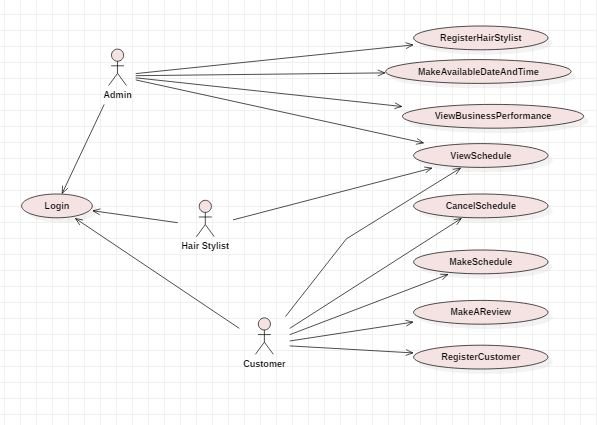 RegisterHairStylist
MakeAvailableDateAndTime
Admin
ViewBusinessPerformance
ViewSchedule
Login
CancelSchedule
Hair Stylist
MakeSchedule
MakeAReview
RegisterCustomer
Customer